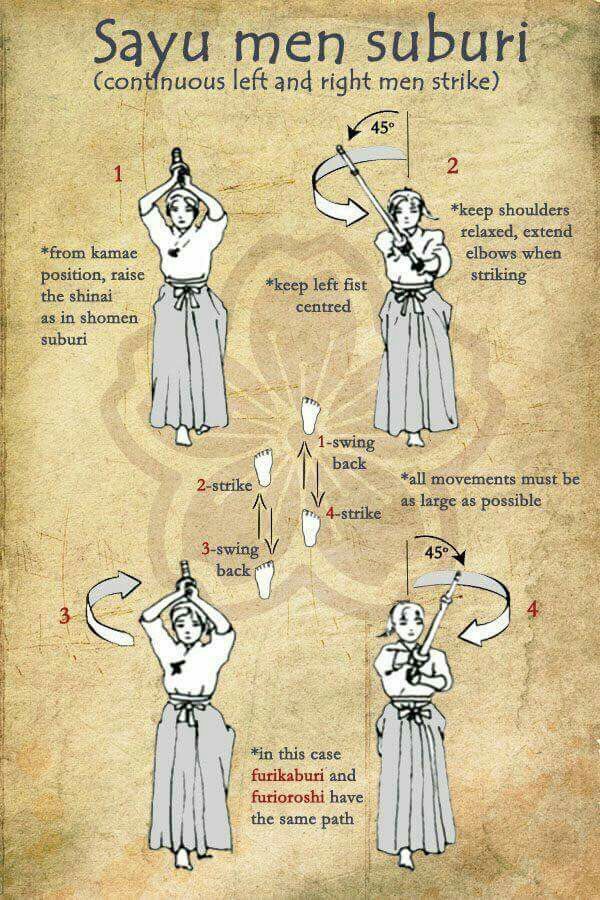 Sayu men suburi
(continuous left and right men strike)
1
45°
2
*from kamae
position, raise
the shinai
as in shomen
suburi
*keep left fist
centred
*keep shoulders
relaxed, extend
elbows when
striking
1-swing
back
2-strike
3-swing
back
4-strike
*all movements must be
as large as possible
3
45°
4
*in this case
furikaburi and
furioroshi have
the same path